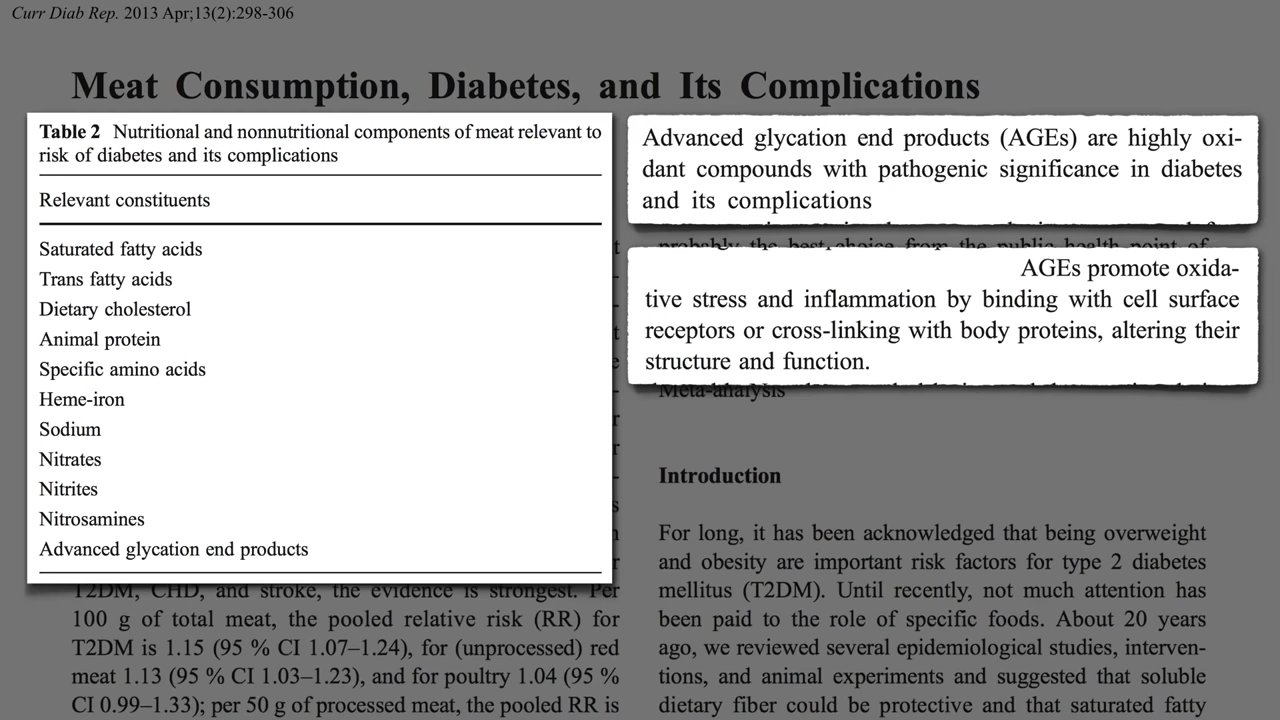 Curr Diab Rep. 2013 Apr;13(2):298-306
Meat Consumption, Diabetes, and Its Complications
Table 2 Nutritional and nonnutritional components of meat relevant to
risk of diabetes and its complications
Relevant constituents
Saturated fatty acids
Trans fatty acids
Dietary cholesterol
Animal protein
Specific amino acids
Heme-iron
Sodium
Nitrates
Nitrites
Nitrosamines
Advanced glycation end products
T2DM, CHD, and stroke, the evidence is strongest. Per
100 g of total meat, the pooled relative risk (RR) for
T2DM is 1.15 (95 % CI 1.07–1.24), for (unprocessed) red
meat 1.13 (95 % CI 1.03–1.23), and for poultry 1.04 (95 %
CI 0.99–1.33); per 50 g of processed meat, the pooled RR is
Advanced glycation end products (AGEs) are highly oxi-
dant compounds with pathogenic significance in diabetes
and its complications
probably the best choice from the public health point of
AGEs promote oxida-
tive stress and inflammation by binding with cell surface
receptors or cross-linking with body proteins, altering their
structure and function.
Meta-analysis
Introduction
For long, it has been acknowledged that being overweight
and obesity are important risk factors for type 2 diabetes
mellitus (T2DM). Until recently, not much attention has
been paid to the role of specific foods. About 20 years
ago, we reviewed several epidemiological studies, interven-
tions, and animal experiments and suggested that soluble
dietary fiber could be protective and that saturated fatty